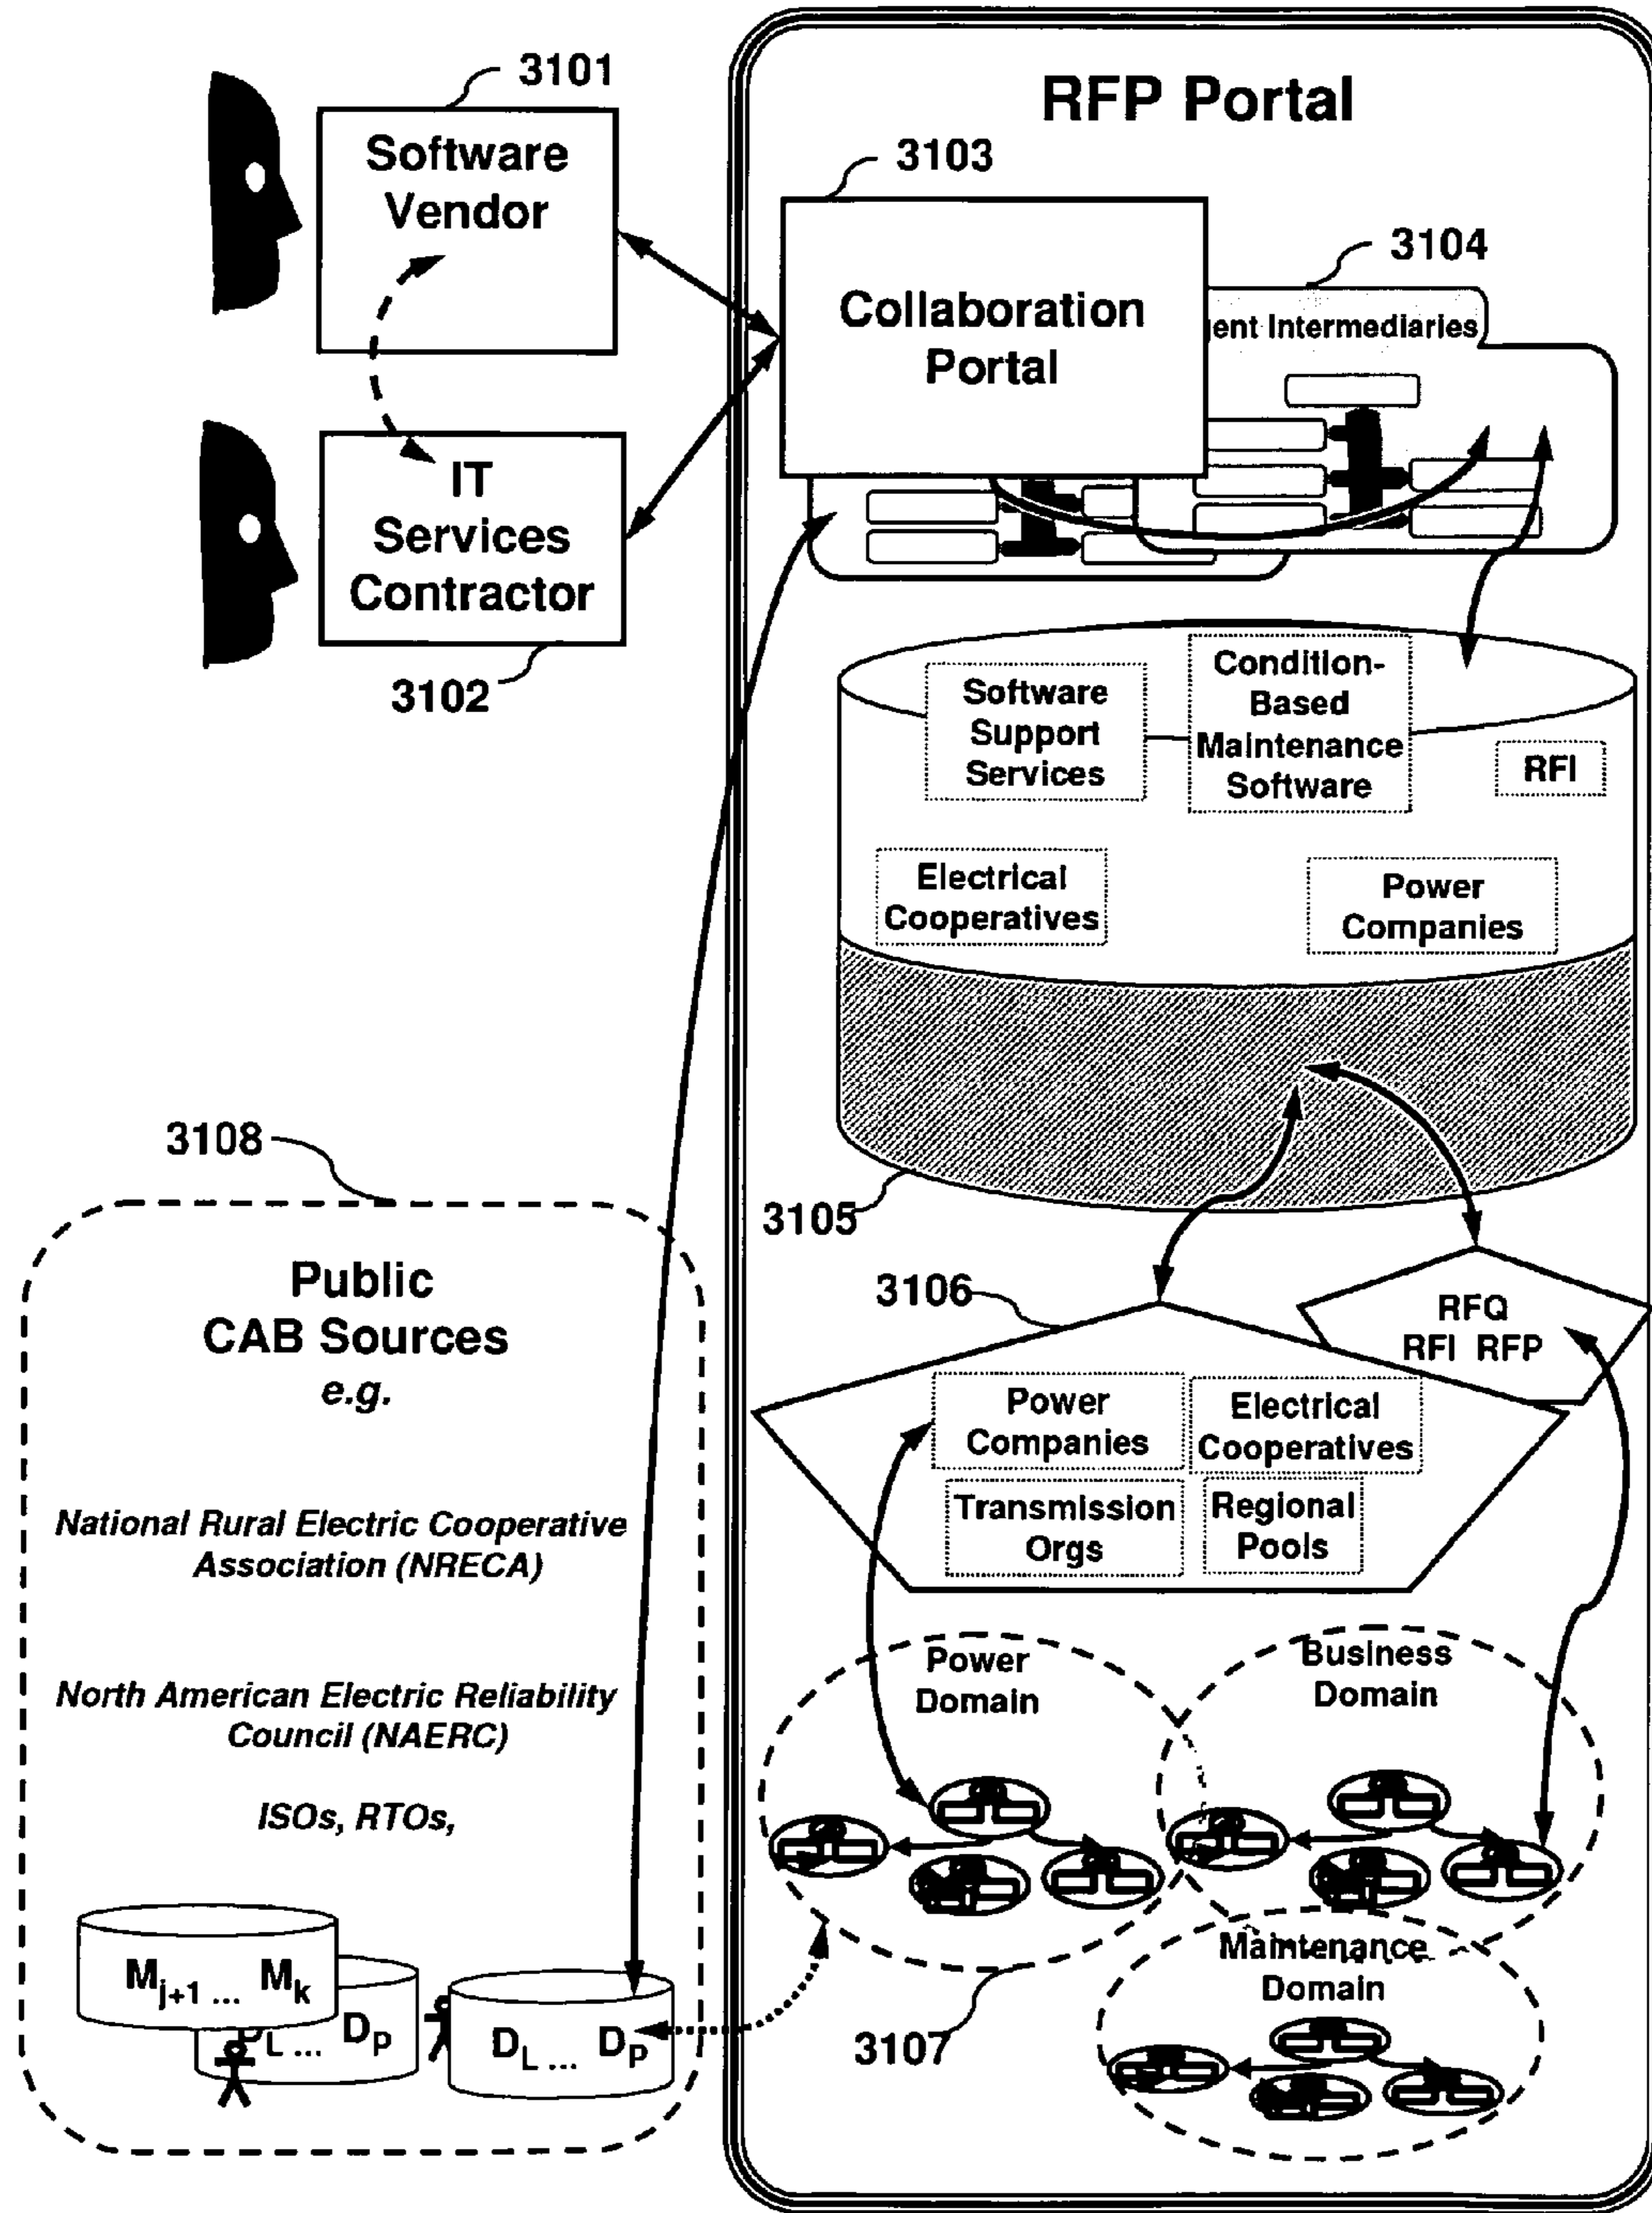 3101
Software
Vendor
IT
Services
Contractor
3102
RFP Portal
3103
Collaboration
Portal
3104
ent Intermediaries
Software
Support
Services
Condition-
Based
Maintenance
Software
RFI
Electrical
Cooperatives
Power
Companies
3105
3106
RFQ
RFI RFP
Power
Companies
Electrical
Cooperatives
Transmission
Orgs
Regional
Pools
Power
Domain
Business
Domain
Maintenance
Domain
3107
3108
Public
CAB Sources
e.g.
National Rural Electric Cooperative
Association (NRECA)
North American Electric Reliability
Council (NAERC)
ISOs, RTOs,
Mj+1 ... Mk
L ... DP
DL ... DP